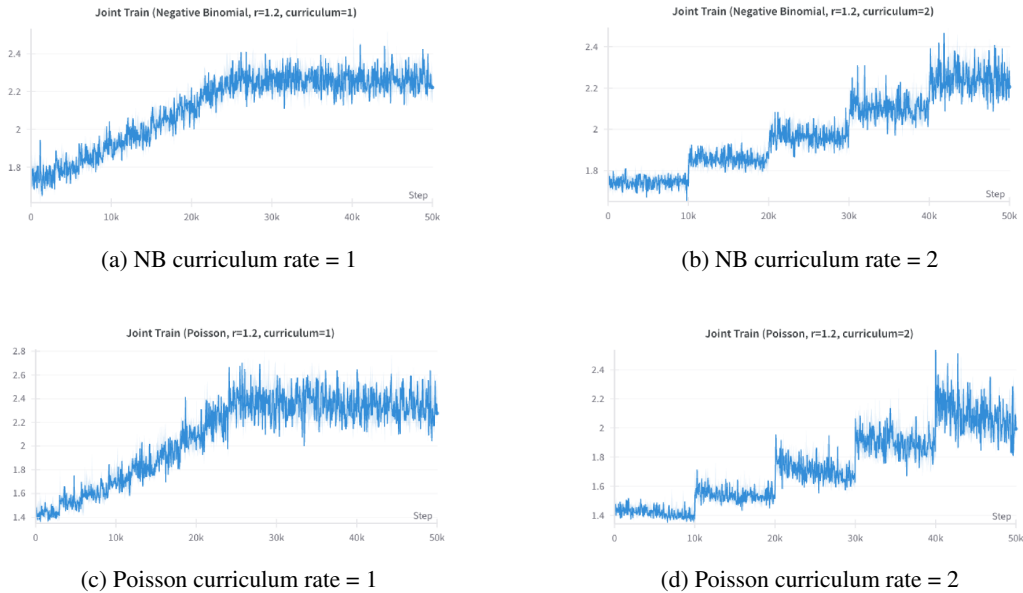 Joint Train (Negative Binomial, r=1.2, curriculum=1)
2.4
2.2
2
1.8
Step
0 10k 20k 30k 40k 50k
(a) NB curriculum rate = 1
Joint Train (Negative Binomial, r=1.2, curriculum=2)
2.4
2.2
2
1.8
Step
0 10k 20k 30k 40k 50k
(b) NB curriculum rate = 2
Joint Train (Poisson, r=1.2, curriculum=1)
2.8
2.6
2.4
2.2
2
1.8
1.6
1.4
Step
0 10k 20k 30k 40k 50k
(c) Poisson curriculum rate = 1
Joint Train (Poisson, r=1.2, curriculum=2)
2.4
2.2
2
1.8
1.6
1.4
Step
0 10k 20k 30k 40k 50k
(d) Poisson curriculum rate = 2